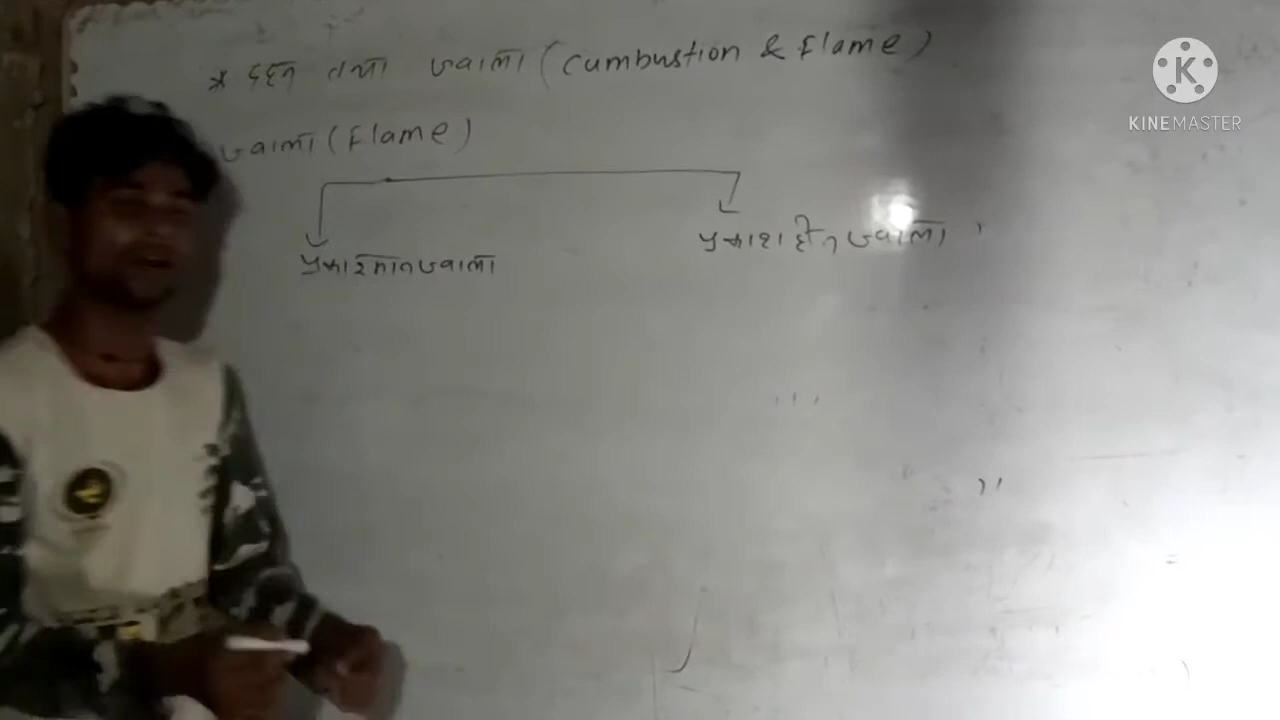 * दहन तथा ज्वाला (Cumbustion & Flame)
ज्वाला (Flame)
प्रकाशहीन ज्वाला
प्रकाशमान ज्वाला
KINEMASTER